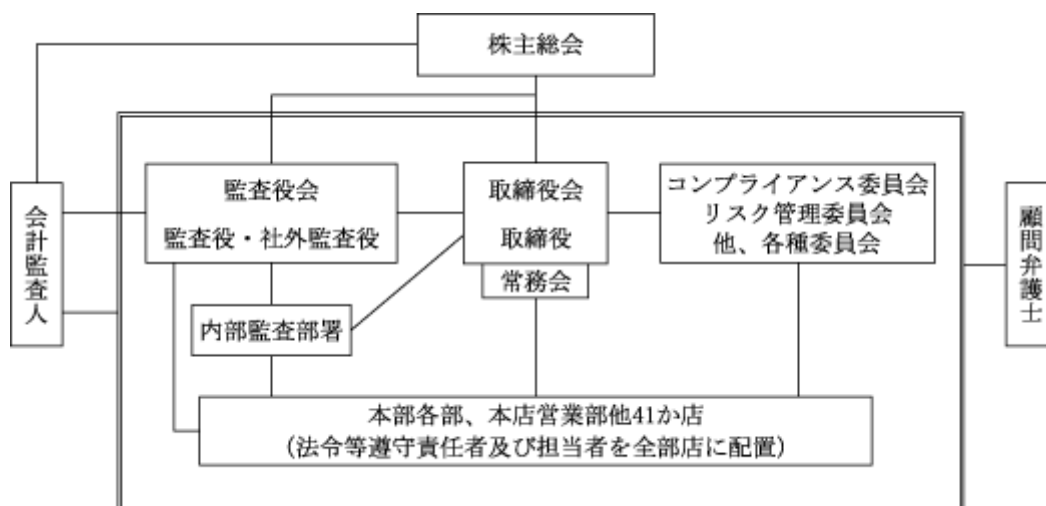 株主総会
監査役会
監査役・社外監査役
取締役会
取締役
常務会
コンプライアンス委員会
リスク管理委員会
他、各種委員会
会計監査人
顧問弁護士
内部監査部署
本部各部、本店営業部他41か店
(法令等遵守責任者及び担当者を全部店に配置)